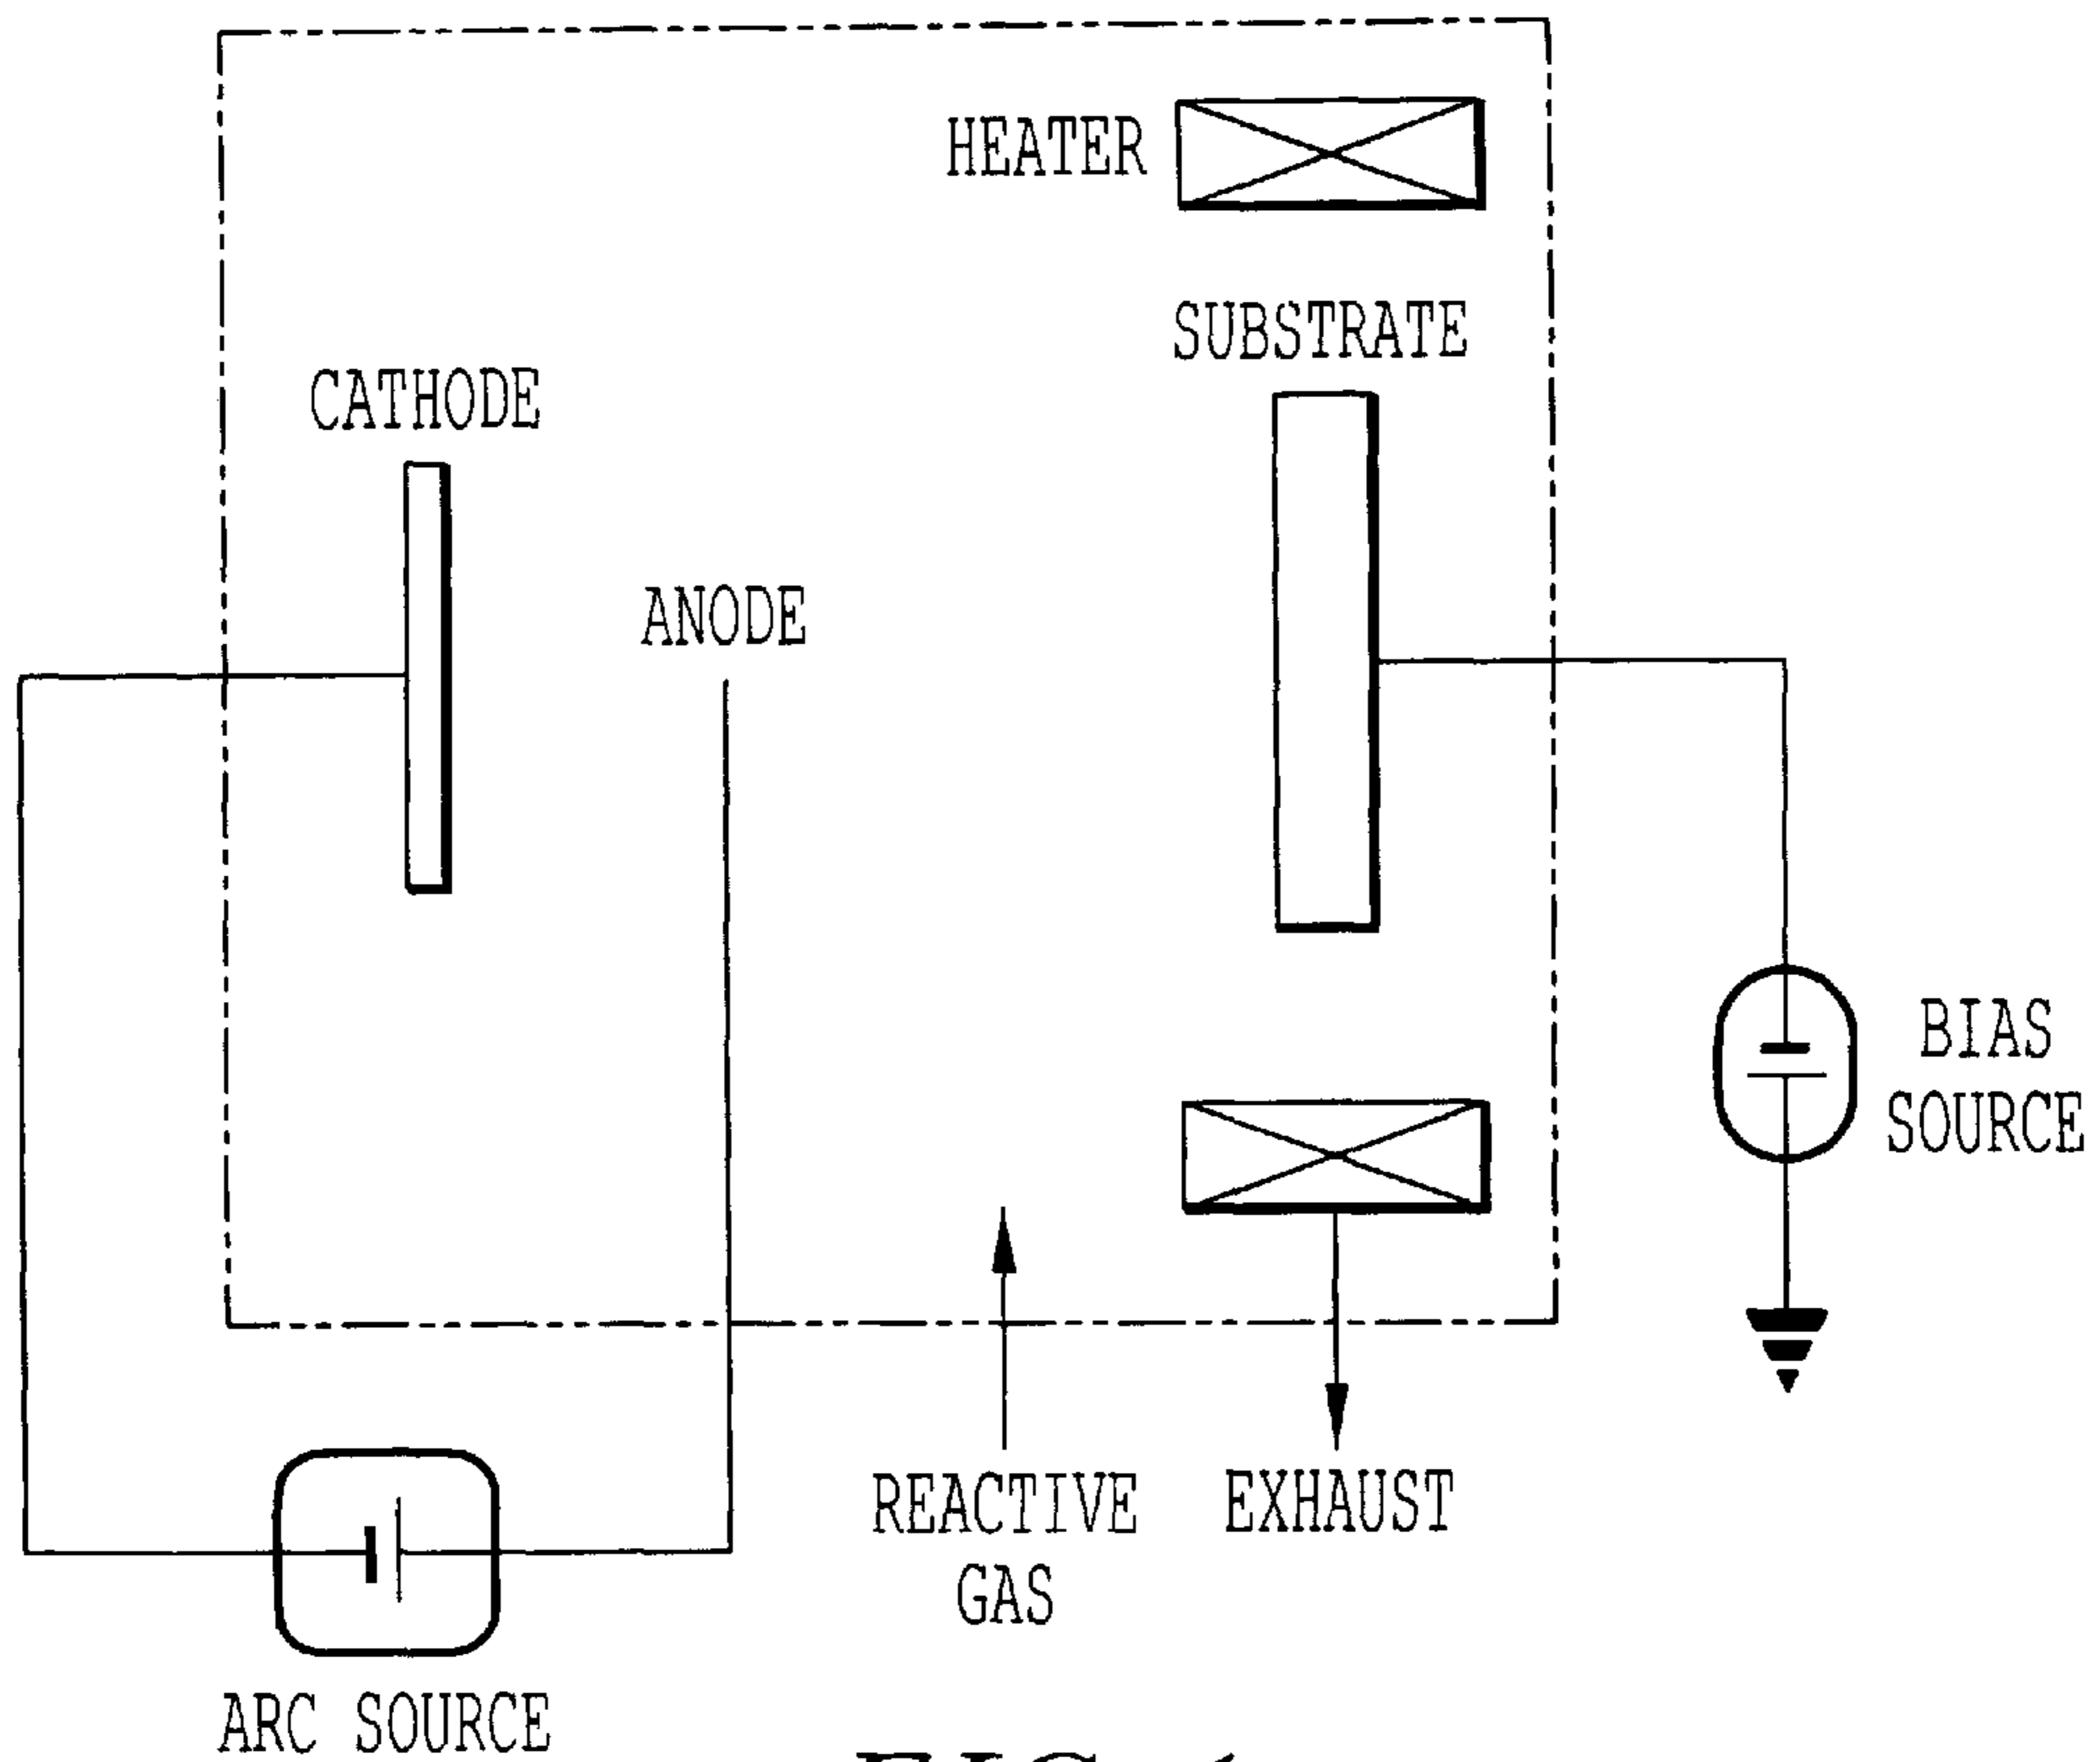 HEATER
SUBSTRATE
CATHODE
ANODE
BIAS
SOURCE
REACTIVE
GAS
EXHAUST
ARC SOURCE